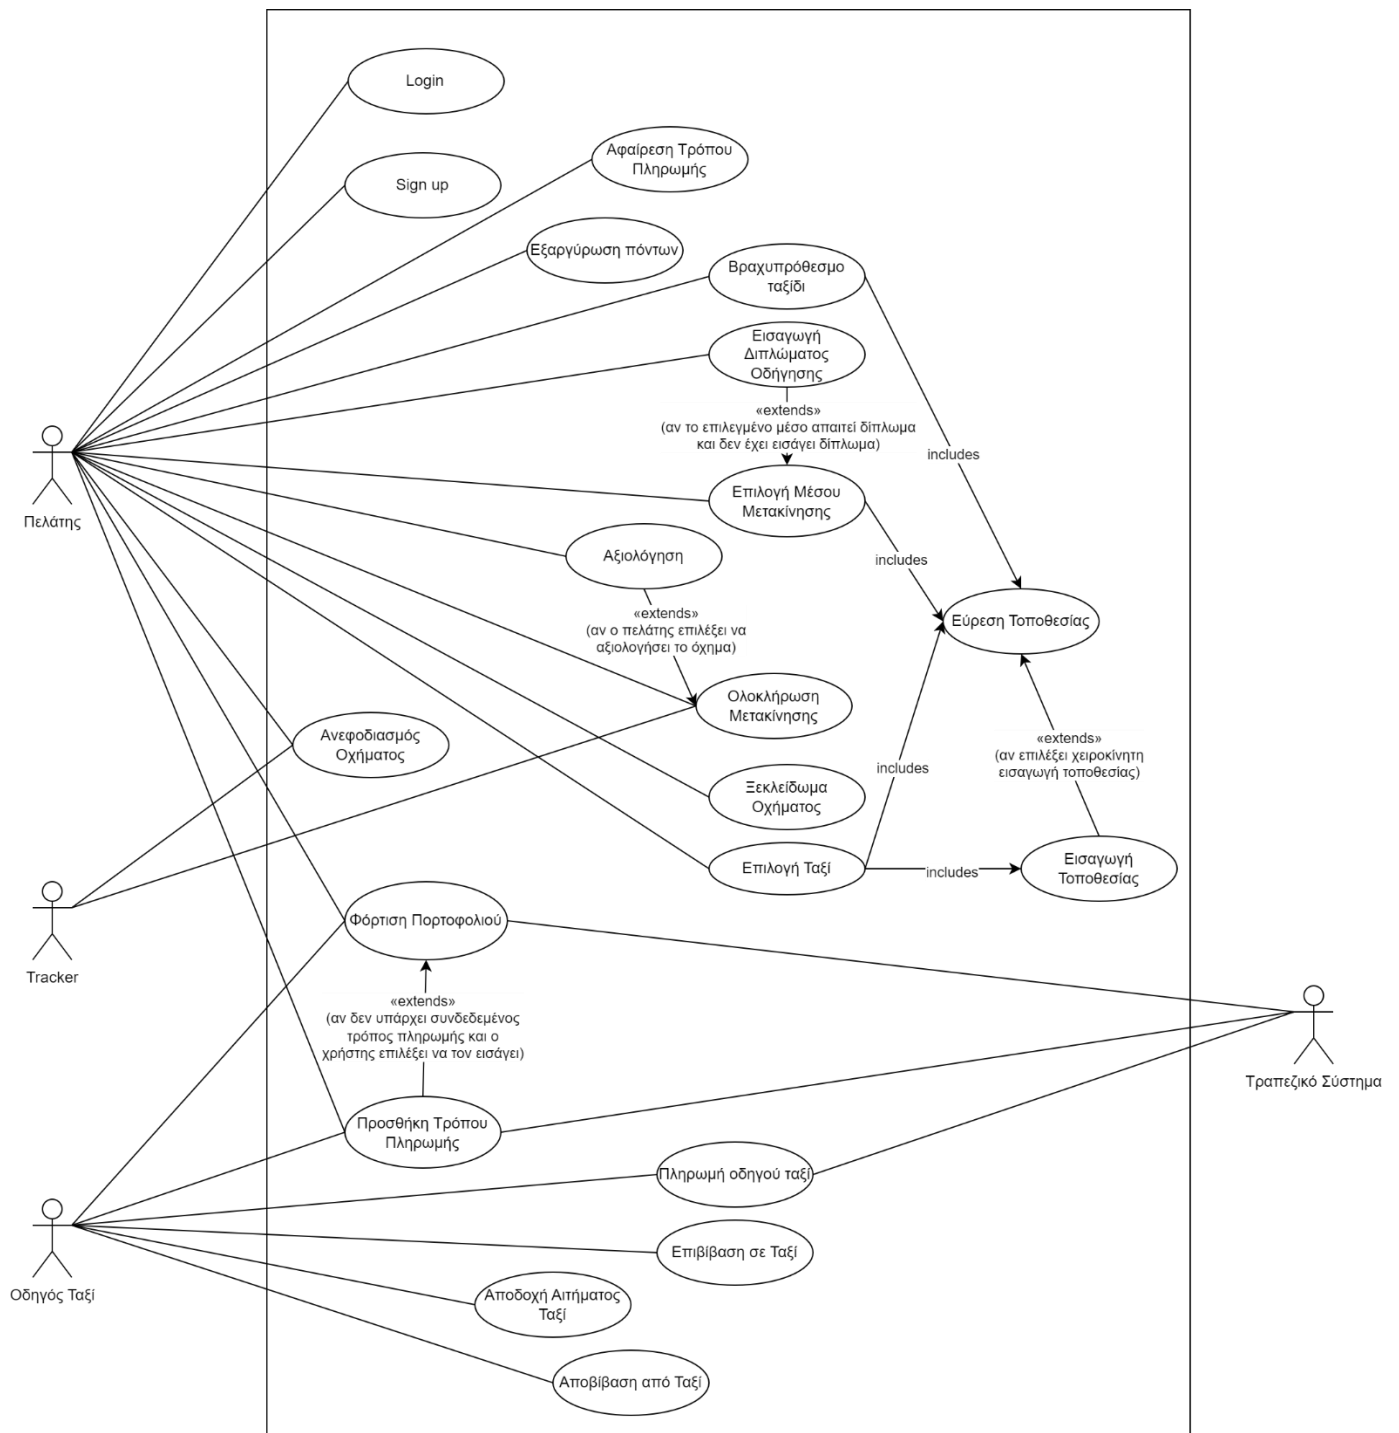 Login
Αφαίρεση Τρόπου
Πληρωμής
Sign up
Εξαργύρωση πόντων
Βραχυπρόθεσμο
ταξίδι
Εισαγωγή
Διπλώματος
Οδήγησης
«extends»
(αν το επιλεγμένο μέσο απαιτεί δίπλωμα
και δεν έχει εισάγει δίπλωμα)
includes
Πελάτης
Επιλογή Μέσου
Μετακίνησης
Αξιολόγηση
includes
«extends»
(αν ο πελάτης επιλέξει να
αξιολογήσει το όχημα)
Εύρεση Τοποθεσίας
Ολοκλήρωση
Μετακίνησης
Ανεφοδιασμός
Οχήματος
«extends»
(αν επιλέξει χειροκίνητη
εισαγωγή τοποθεσίας)
includes
Ξεκλείδωμα
Οχήματος
Επιλογή Ταξί
includes
Εισαγωγή
Τοποθεσίας
Φόρτιση Πορτοφολιού
Tracker
«extends»
(αν δεν υπάρχει συνδεδεμένος
τρόπος πληρωμής και ο
χρήστης επιλέξει να τον εισάγει)
Τραπεζικό Σύστημα
Προσθήκη Τρόπου
Πληρωμής
Πληρωμή οδηγού ταξί
Επιβίβαση σε Ταξί
Οδηγός Ταξί
Αποδοχή Αιτήματος
Ταξί
Αποβίβαση από Ταξί